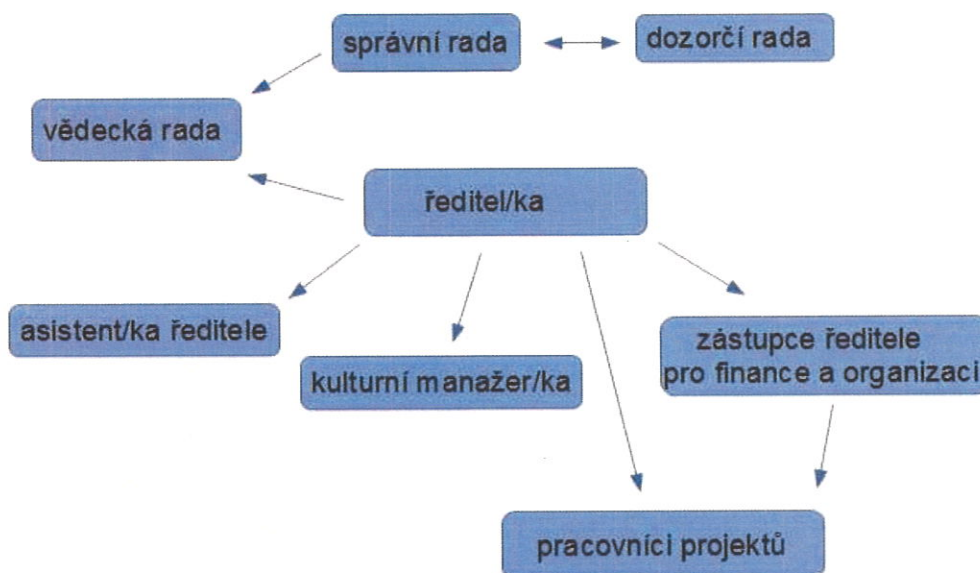 správní rada
dozorčí rada
vědecká rada
ředitel/ka
asistent/ka ředitele
kulturní manažer/ka
zástupce ředitele
pro finance a organizaci
pracovníci projektů